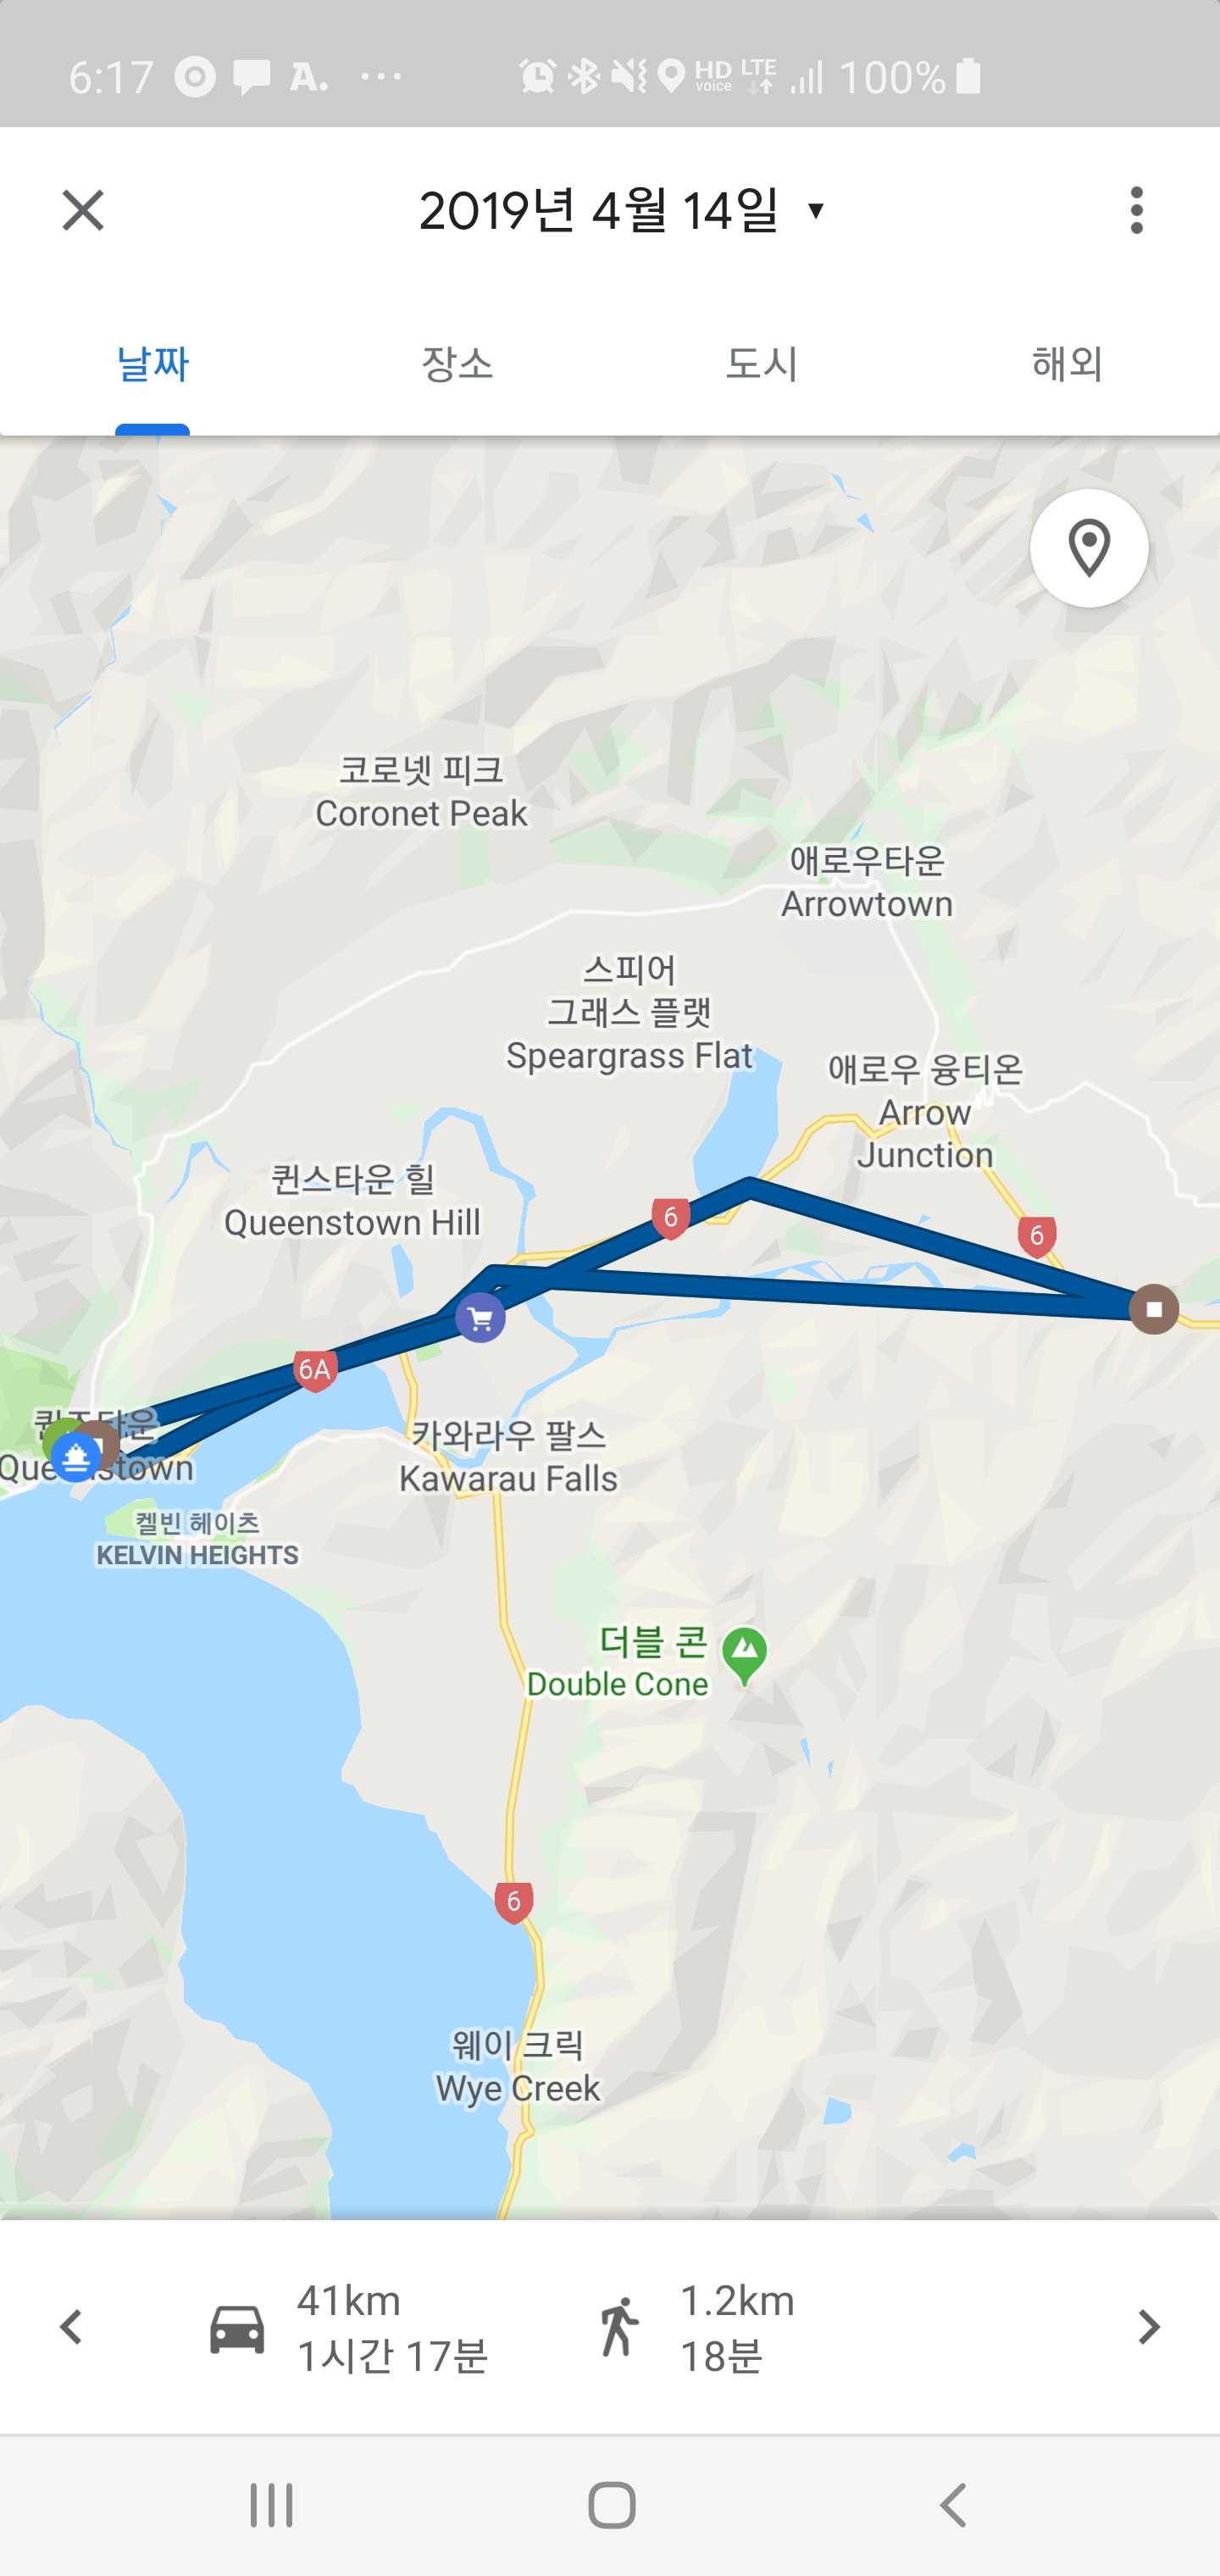 6:17 A. ... HD voice LTE 100%
2019년 4월 14일 ▼
날짜 장소 도시 해외
코로넷 피크
Coronet Peak
애로우타운
Arrowtown
스피어
그래스 플랫
Speargrass Flat
애로우 융티온
Arrow
Junction
퀸스타운 힐
Queenstown Hill
6
6
6A
퀸즈타운
카와라우 팔스
Kawarau Falls
켈빈 헤이츠
KELVIN HEIGHTS
더블 콘
Double Cone
6
웨이 크릭
Wye Creek
41km
1시간 17분
1.2km
18분